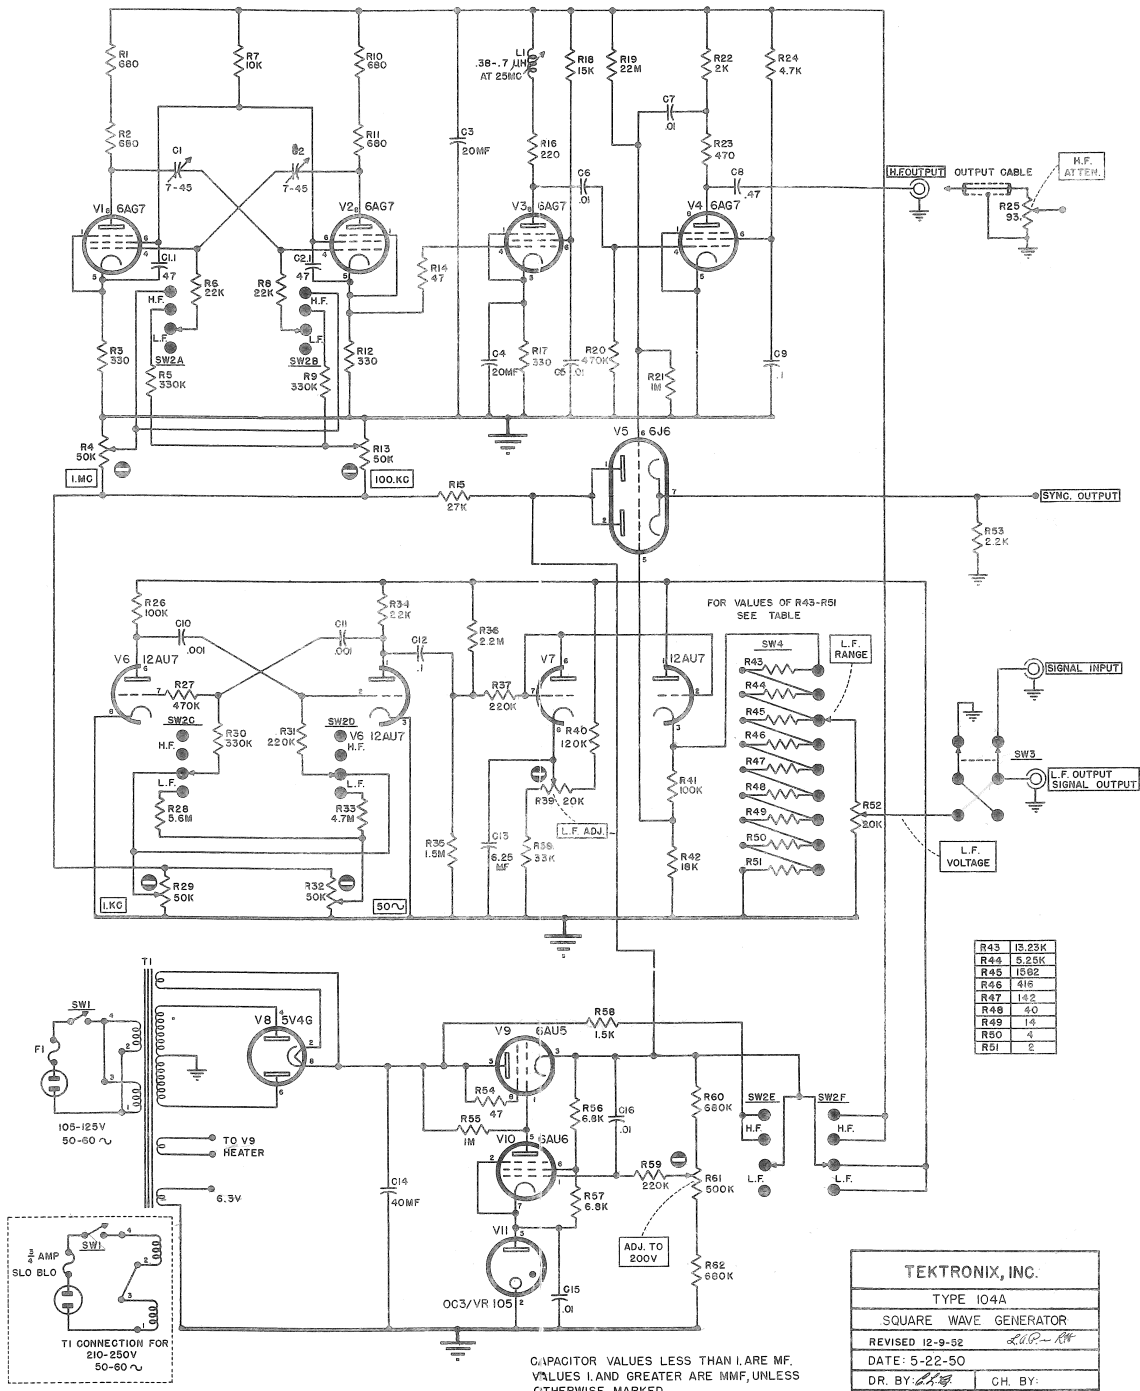 R1 680
R7 10K
R10 680
R2 680
R11 680
C1 7-45
C2 7-45
C3 20MF
L1 .38-.7 µH AT 25MC
R18 15K
R19 22M
R22 2K
R24 4.7K
C7 .01
R16 220
R23 470
C6 .01
C8 .47
H.F. OUTPUT
OUTPUT CABLE
H.F. ATTEN.
R25 93
V1 6AG7
V2 6AG7
V3 6AG7
V4 6AG7
C1.1 47
C2.1 47
R6 22K
R8 22K
R14 47
H.F.
L.F.
SW2A
H.F.
L.F.
SW2B
R3 330
R5 330K
R9 330K
R12 330
C4 20MF
R17 330
C5 .01
R20 470K
R21 1M
C9 .1
R4 50K
R13 50K
1.MC
100.KC
V5 6J6
R15 27K
SYNC. OUTPUT
R53 2.2K
R26 100K
C10 .001
C11 .001
R34 22K
C12 .1
R36 2.2M
FOR VALUES OF R43-R51
SEE TABLE
SW4
L.F. RANGE
V6 12AU7
V7
12AU7
R27 470K
R37 220K
12AU7
V6
SW2C
H.F.
L.F.
SW2D
H.F.
L.F.
R30 330K
R31 220K
R40 120K
R43
R44
R45
R46
R47
R48
R49
R50
R51
SIGNAL INPUT
SW3
L.F. OUTPUT
SIGNAL OUTPUT
R28 5.6M
R33 4.7M
R39 20K
L.F. ADJ.
R41 100K
R52 20K
L.F. VOLTAGE
R35 1.5M
C13 6.25 MF
R38 33K
R42 18K
R29 50K
R32 50K
1.KC
50~
R43 13.23K
R44 5.25K
R45 1582
R46 416
R47 142
R48 40
R49 14
R50 4
R51 2
T1
SW1
F1
105-125V
50-60 ~
V8 5V4G
TO V9 HEATER
6.3V
R58 1.5K
V9 6AU5
R54 47
R55 1M
R56 6.8K
C16 .01
R60 680K
V10 6AU6
R59 220K
R61 500K
R57 6.8K
ADJ. TO 200V
C14 40MF
V11
OC3/VR 105
C15 .01
R62 680K
SW2E
H.F.
L.F.
SW2F
H.F.
L.F.
SW1
3/4 AMP
SLO BLO
T1 CONNECTION FOR
210-250V
50-60 ~
CAPACITOR VALUES LESS THAN 1. ARE MF.
VALUES 1. AND GREATER ARE MMF, UNLESS
OTHERWISE MARKED
TEKTRONIX, INC.
TYPE 104A
SQUARE WAVE GENERATOR
REVISED 12-9-52
DATE: 5-22-50
DR. BY:
CH. BY: